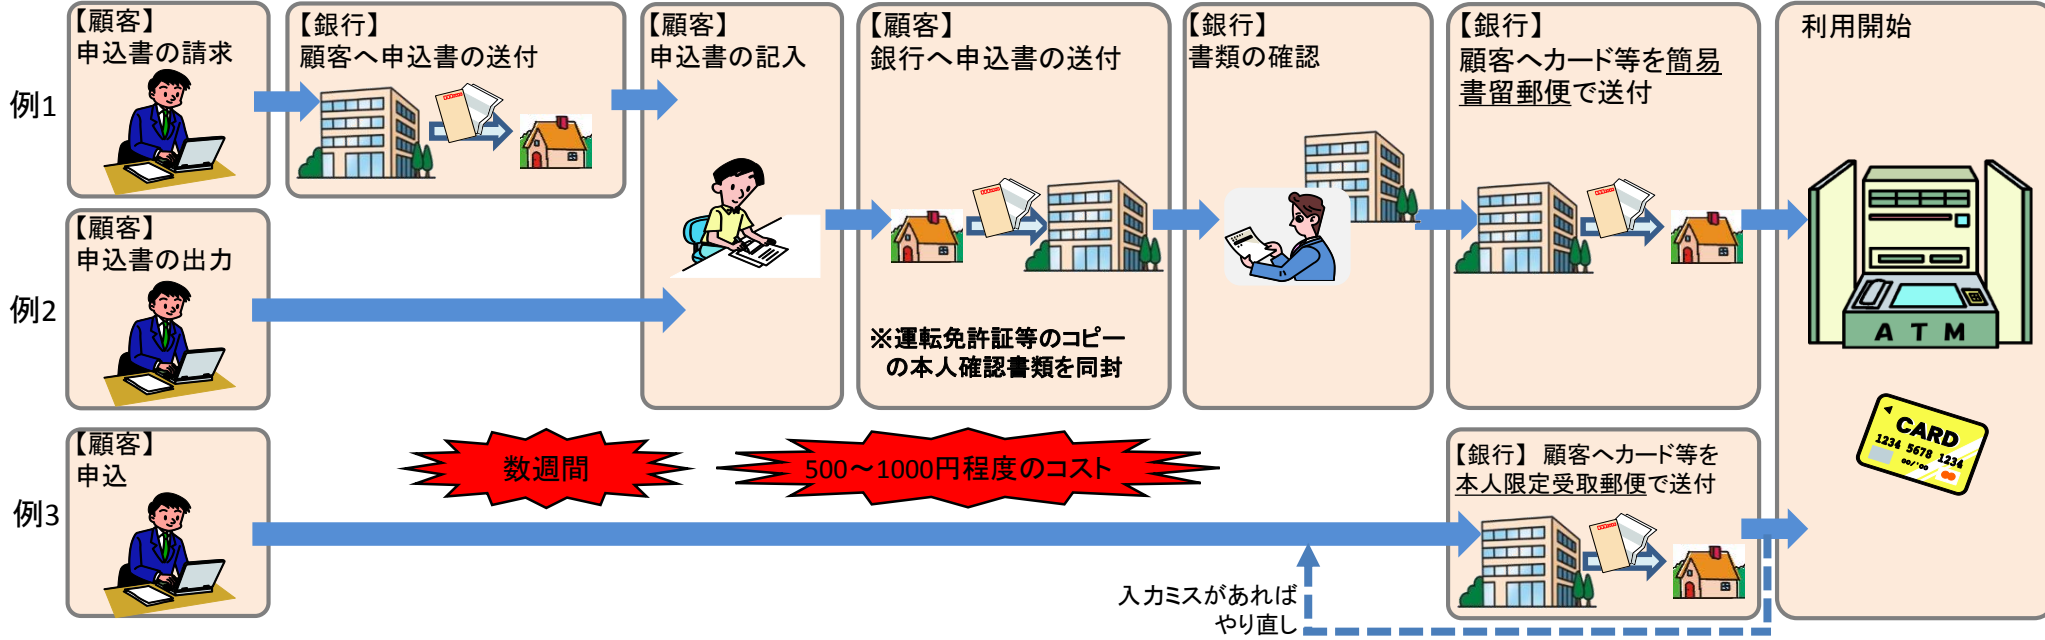 例1
【顧客】
申込書の請求
【銀行】
顧客へ申込書の送付
【顧客】
申込書の記入
【顧客】
銀行へ申込書の送付
※運転免許証等のコピー
の本人確認書類を同封
【銀行】
書類の確認
【銀行】
顧客へカード等を簡易
書留郵便で送付
利用開始
ATM
CARD
1234 5678 1234
00/'00
例2
【顧客】
申込書の出力
例3
【顧客】
申込
数週間
500～1000円程度のコスト
【銀行】顧客へカード等を
本人限定受取郵便で送付
入力ミスがあれば
やり直し